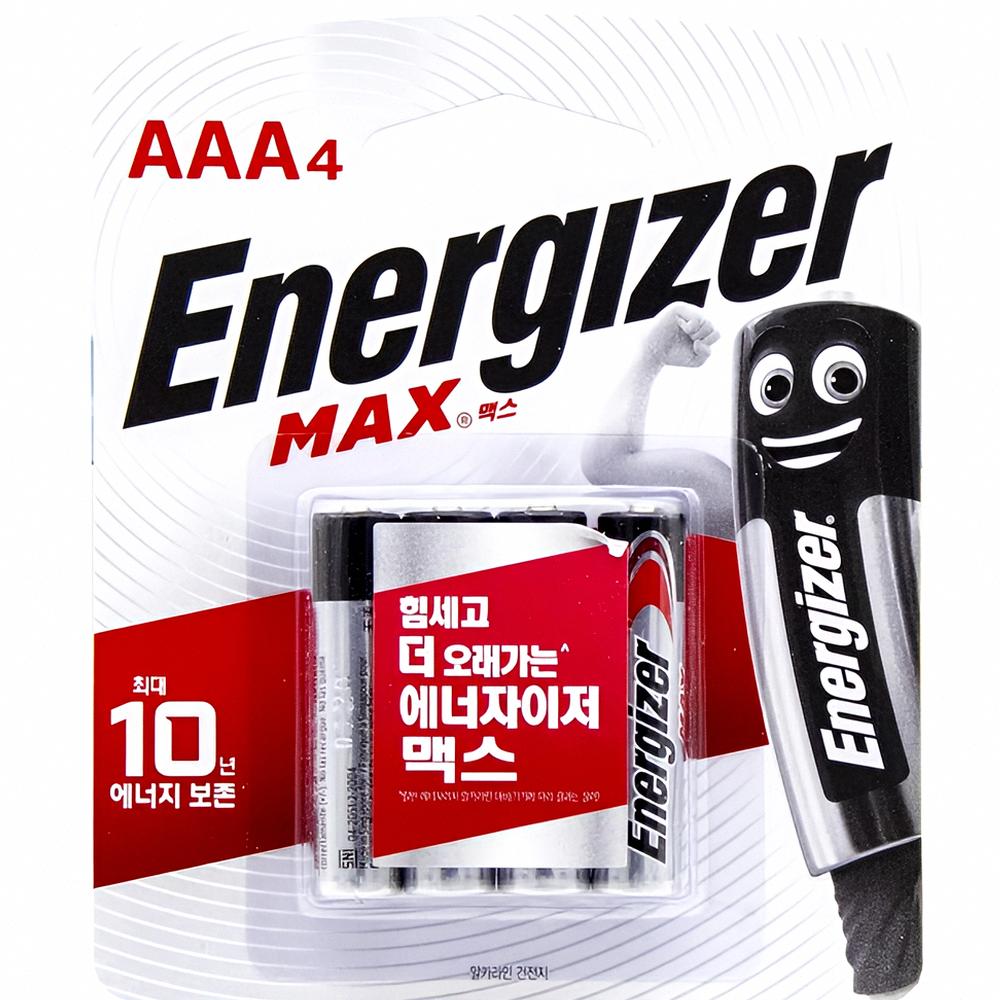 AAA4
Energizer
MAX® 맥스
힘세고
더 오래가는^
에너자이저
맥스
최대
10년
에너지 보존
Energizer
Energizer®
알카라인 건전지